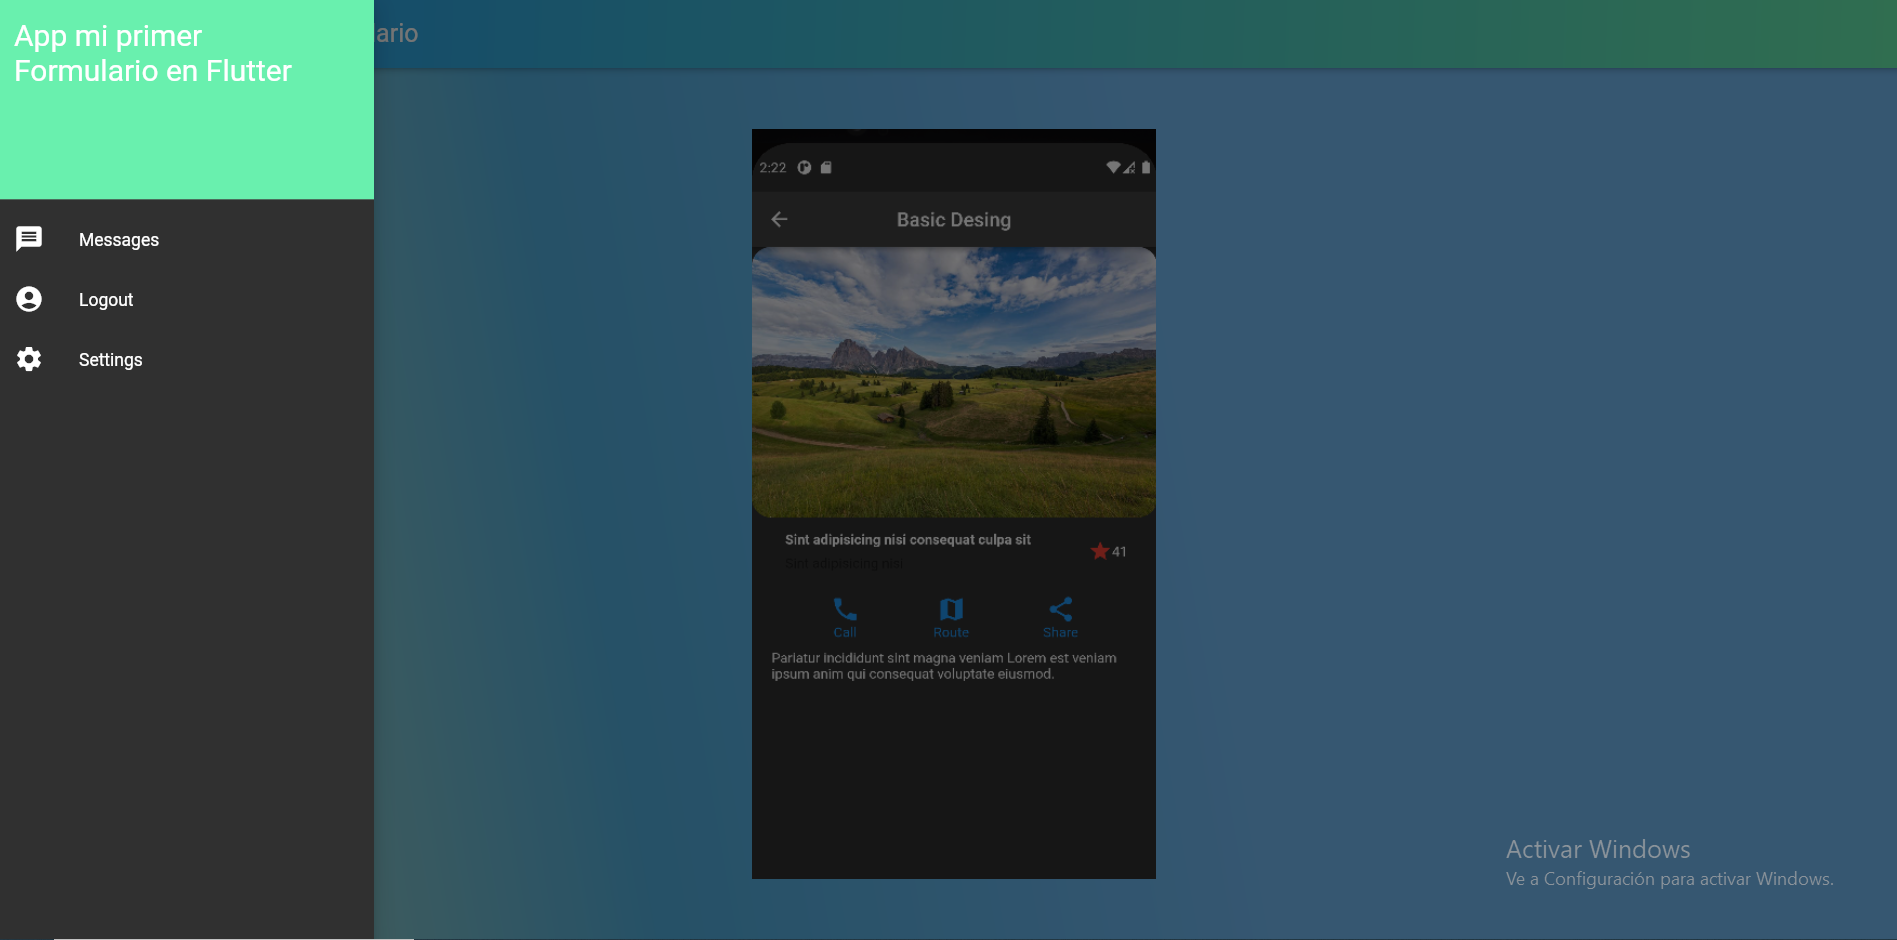 App mi primer
Formulario en Flutter
ario
Messages
Logout
Settings
2:22
Basic Desing
Sint adipisicing nisi consequat culpa sit
Sint adipisicing nisi
41
Call
Route
Share
Pariatur incididunt sint magna veniam Lorem est veniam
ipsum anim qui consequat voluptate eiusmod.
Activar Windows
Ve a Configuración para activar Windows.